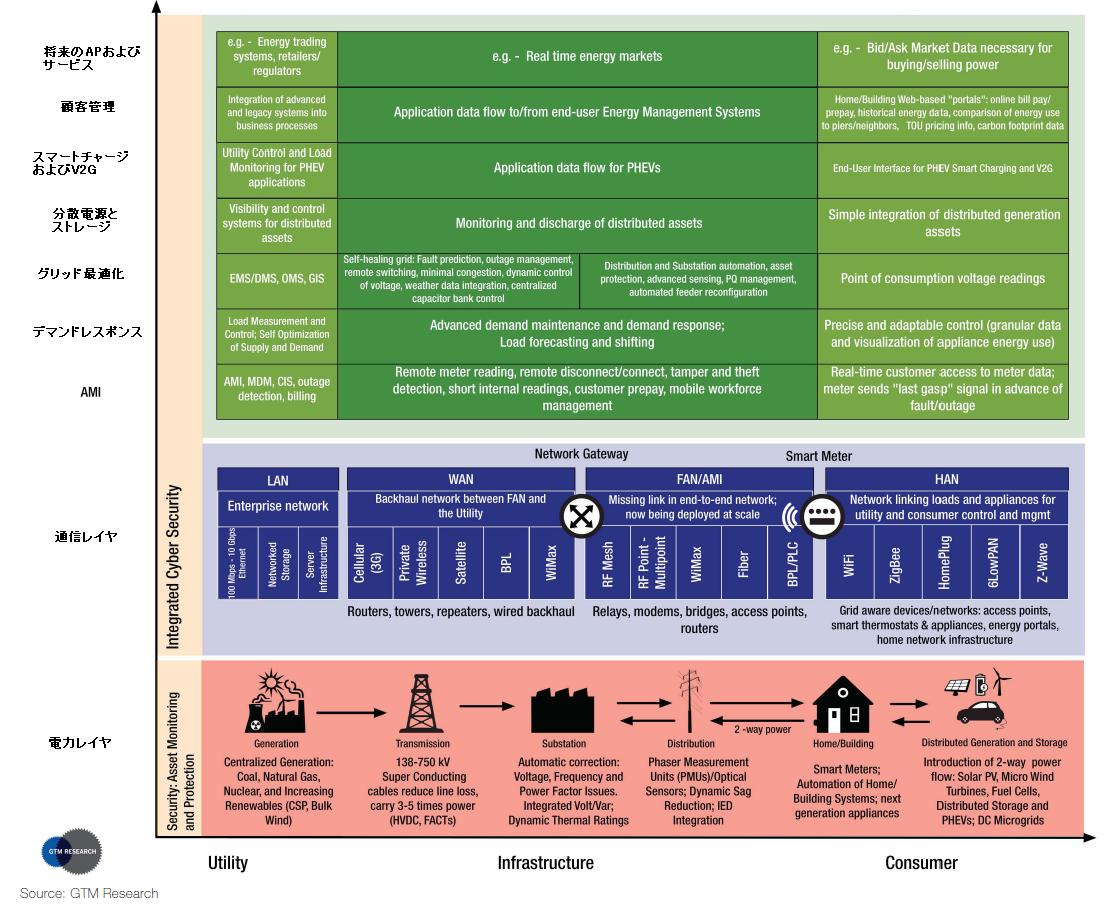 将来のAPおよび
サービス
e.g. - Energy trading
systems, retailers/
regulators
e.g. - Real time energy markets
e.g. - Bid/Ask Market Data necessary for
buying/selling power
顧客管理
Integration of advanced
and legacy systems into
business processes
Application data flow to/from end-user Energy Management Systems
Home/Building Web-based "portals": online bill pay/
prepay, historical energy data, comparison of energy use
to piers/neighbors, TOU pricing info, carbon footprint data
スマートチャージ
およびV2G
Utility Control and Load
Monitoring for PHEV
applications
Application data flow for PHEVs
End-User Interface for PHEV Smart Charging and V2G
分散電源と
ストレージ
Visibility and control
systems for distributed
assets
Monitoring and discharge of distributed assets
Simple integration of distributed generation
assets
グリッド最適化
EMS/DMS, OMS, GIS
Self-healing grid: Fault prediction, outage management,
remote switching, minimal congestion, dynamic control
of voltage, weather data integration, centralized
capacitor bank control
Distribution and Substation automation, asset
protection, advanced sensing, PQ management,
automated feeder reconfiguration
Point of consumption voltage readings
デマンドレスポンス
Load Measurement and
Control; Self Optimization
of Supply and Demand
Advanced demand maintenance and demand response;
Load forecasting and shifting
Precise and adaptable control (granular data
and visualization of appliance energy use)
AMI
AMI, MDM, CIS, outage
detection, billing
Remote meter reading, remote disconnect/connect, tamper and theft
detection, short internal readings, customer prepay, mobile workforce
management
Real-time customer access to meter data;
meter sends "last gasp" signal in advance of
fault/outage
Integrated Cyber Security
通信レイヤ
Network Gateway
Smart Meter
LAN
Enterprise network
100 Mbps - 10 Gbps
Ethernet
Networked
Storage
Server
Infrastructure
WAN
Backhaul network between FAN and
the Utility
Cellular
(3G)
Private
Wireless
Satellite
BPL
WiMax
Routers, towers, repeaters, wired backhaul
FAN/AMI
Missing link in end-to-end network;
now being deployed at scale
RF Mesh
RF Point -
Multipoint
WiMax
Fiber
BPL/PLC
Relays, modems, bridges, access points,
routers
HAN
Network linking loads and appliances for
utility and consumer control and mgmt
WiFi
ZigBee
HomePlug
6LowPAN
Z-Wave
Grid aware devices/networks: access points,
smart thermostats & appliances, energy portals,
home network infrastructure
Security: Asset Monitoring
and Protection
電力レイヤ
Generation
Centralized Generation:
Coal, Natural Gas,
Nuclear, and Increasing
Renewables (CSP, Bulk
Wind)
Transmission
138-750 kV
Super Conducting
cables reduce line loss,
carry 3-5 times power
(HVDC, FACTs)
Substation
Automatic correction:
Voltage, Frequency and
Power Factor Issues.
Integrated Volt/Var;
Dynamic Thermal Ratings
Distribution
Phaser Measurement
Units (PMUs)/Optical
Sensors; Dynamic Sag
Reduction; IED
Integration
2 -way power
Home/Building
Smart Meters;
Automation of Home/
Building Systems; next
generation appliances
Distributed Generation and Storage
Introduction of 2-way power
flow: Solar PV, Micro Wind
Turbines, Fuel Cells,
Distributed Storage and
PHEVs; DC Microgrids
Utility
Infrastructure
Consumer
GTM RESEARCH
Source: GTM Research